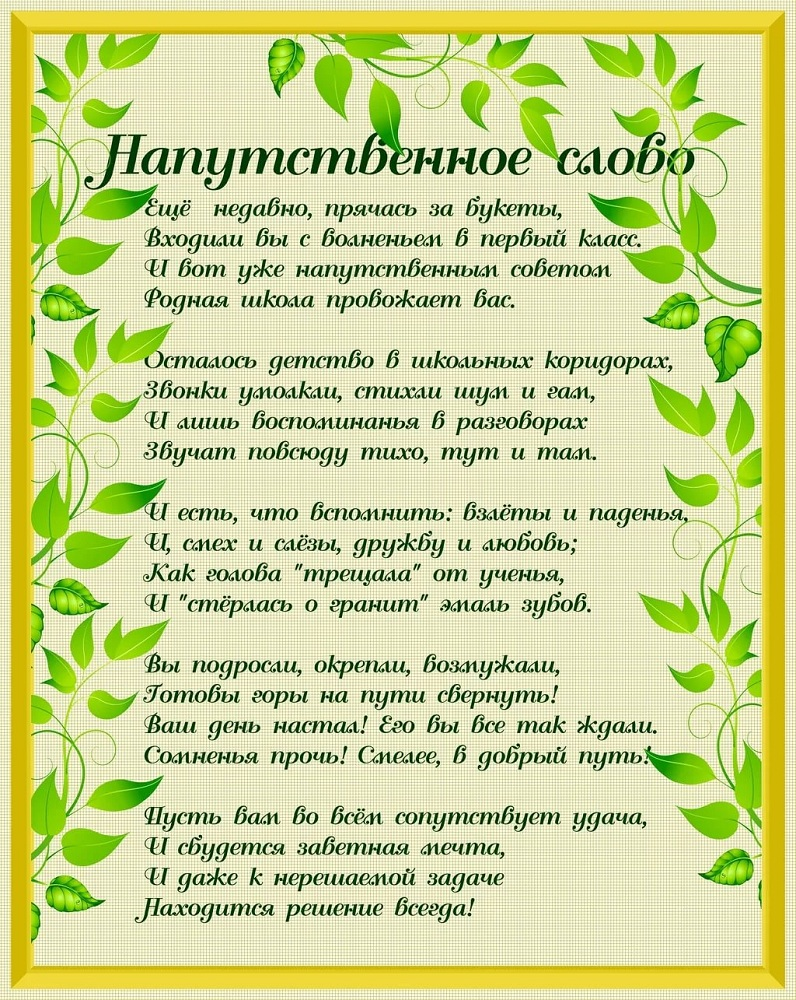 Напутственное слово
Ещё недавно, прячась за букеты,
Входили вы с волненьем в первый класс.
И вот уже напутственным советом
Родная школа провожает вас.
Осталось детство в школьных коридорах,
Звонки умолкли, стихли шум и гам,
И лишь воспоминанья в разговорах
Звучат повсюду тихо, тут и там.
И есть, что вспомнить: взлёты и паденья,
И, смех и слёзы, дружбу и любовь;
Как голова "трещала" от ученья,
И "стёрлась о гранит" эмаль зубов.
Вы подросли, окрепли, возмужали,
Готовы горы на пути свернуть!
Ваш день настал! Его вы все так ждали.
Сомненья прочь! Смелее, в добрый путь!
Пусть вам во всём сопутствует удача,
И сбудется заветная мечта,
И даже к нерешаемой задаче
Находится решение всегда!